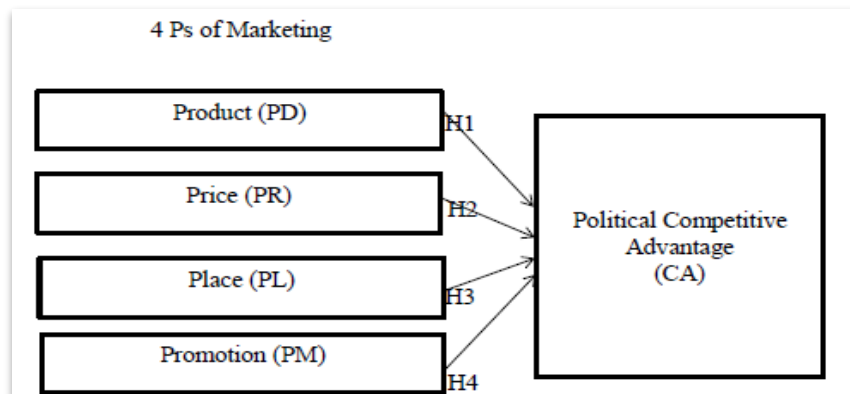 4 Ps of Marketing
Product (PD)
H1
Price (PR)
H2
Place (PL)
H3
Promotion (PM)
H4
Political Competitive
Advantage
(CA)